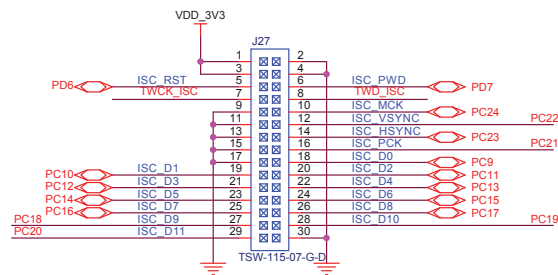 VDD_3V3
J27
1 2
3 4
PD6 ISC_RST 5 6 ISC_PWD PD7
TWCK_ISC 7 8 TWD_ISC
9 10 ISC_MCK PC24
11 12 ISC_VSYNC PC22
13 14 ISC_HSYNC PC23
15 16 ISC_PCK PC21
17 18 ISC_D0 PC9
PC10 ISC_D1 19 20 ISC_D2 PC11
PC12 ISC_D3 21 22 ISC_D4 PC13
PC14 ISC_D5 23 24 ISC_D6 PC15
PC16 ISC_D7 25 26 ISC_D8 PC17
PC18 ISC_D9 27 28 ISC_D10 PC19
PC20 ISC_D11 29 30
TSW-115-07-G-D